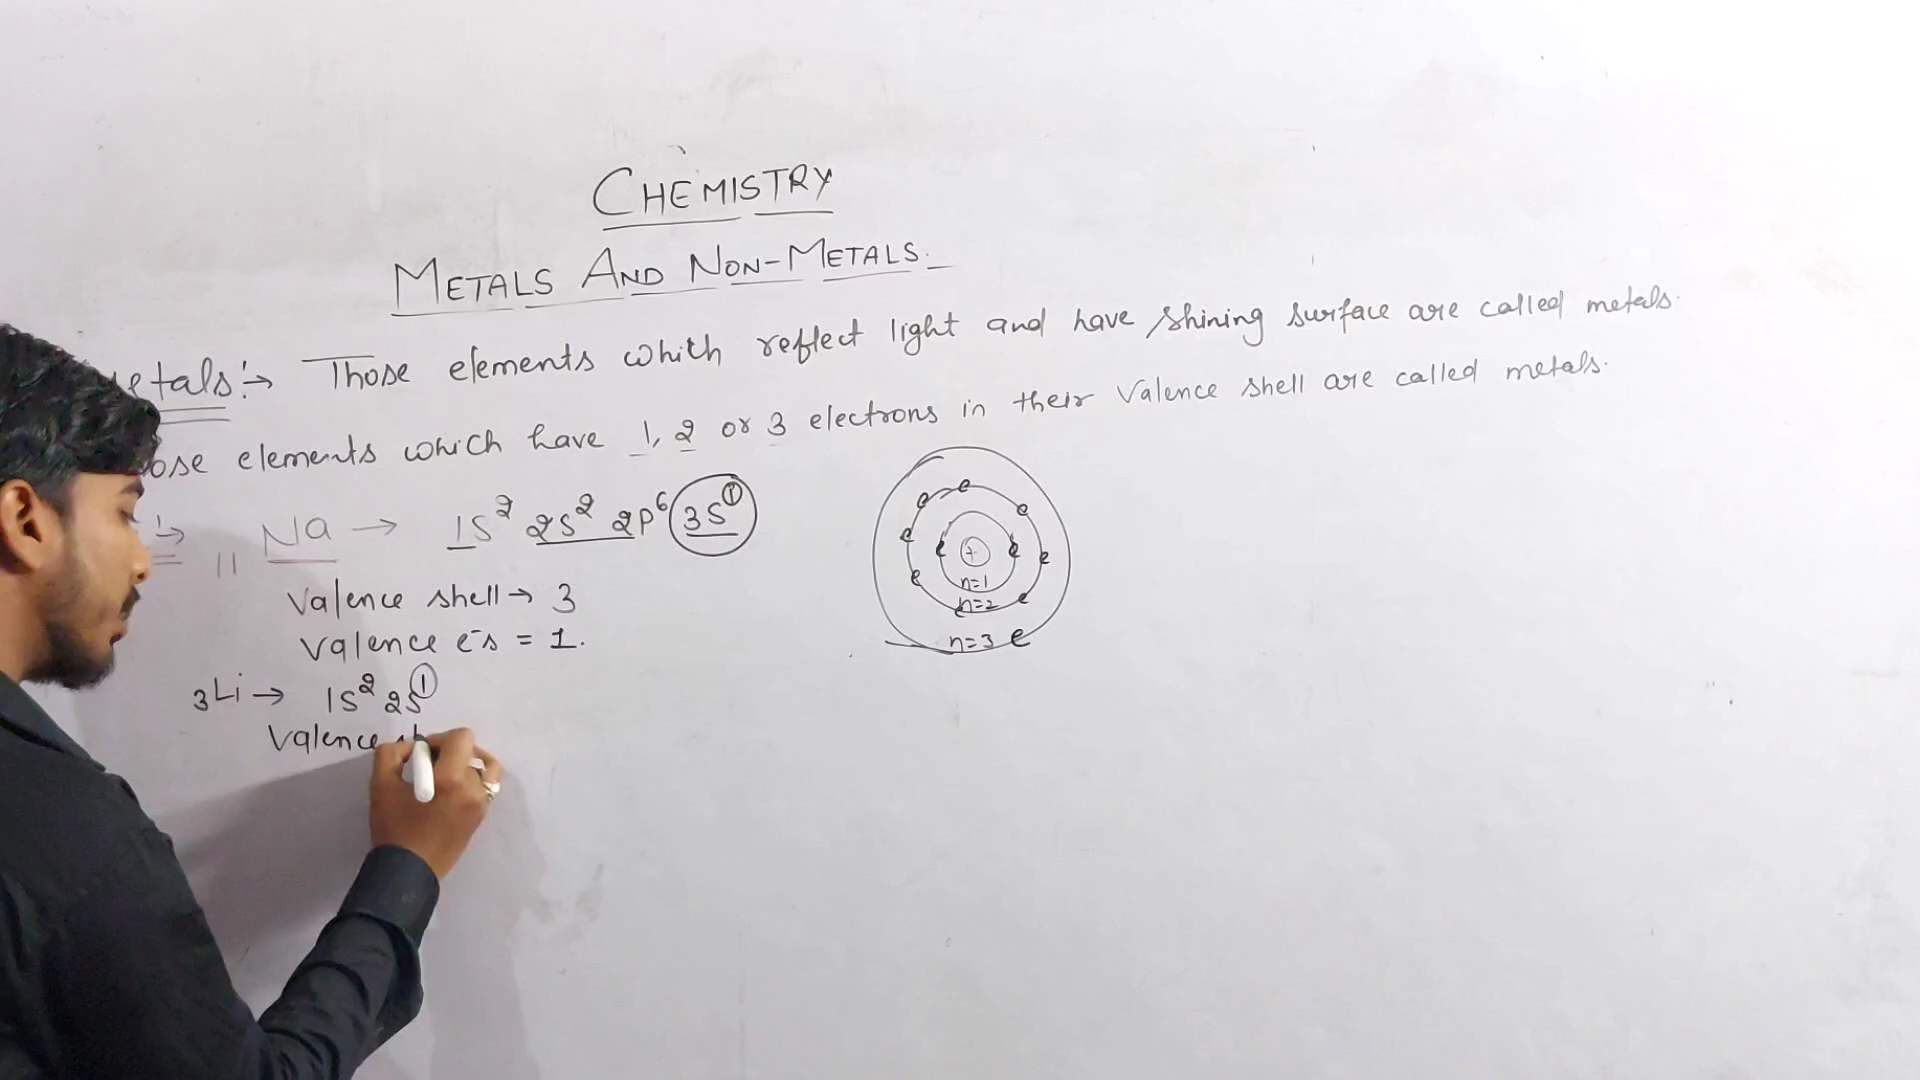 CHEMISTRY
METALS AND NON-METALS.
etals:→ Those elements which reflect light and have shining surface are called metals.
ose elements which have 1, 2 or 3 electrons in their Valence shell are called metals.
11 Na → 1S² 2S² 2P⁶ 3S¹
Valence shell → 3
Valence e⁻s = 1.
3Li → 1S² 2S¹
Valence
e e e e e e e e e e
+
n=1
n=2
n=3 e